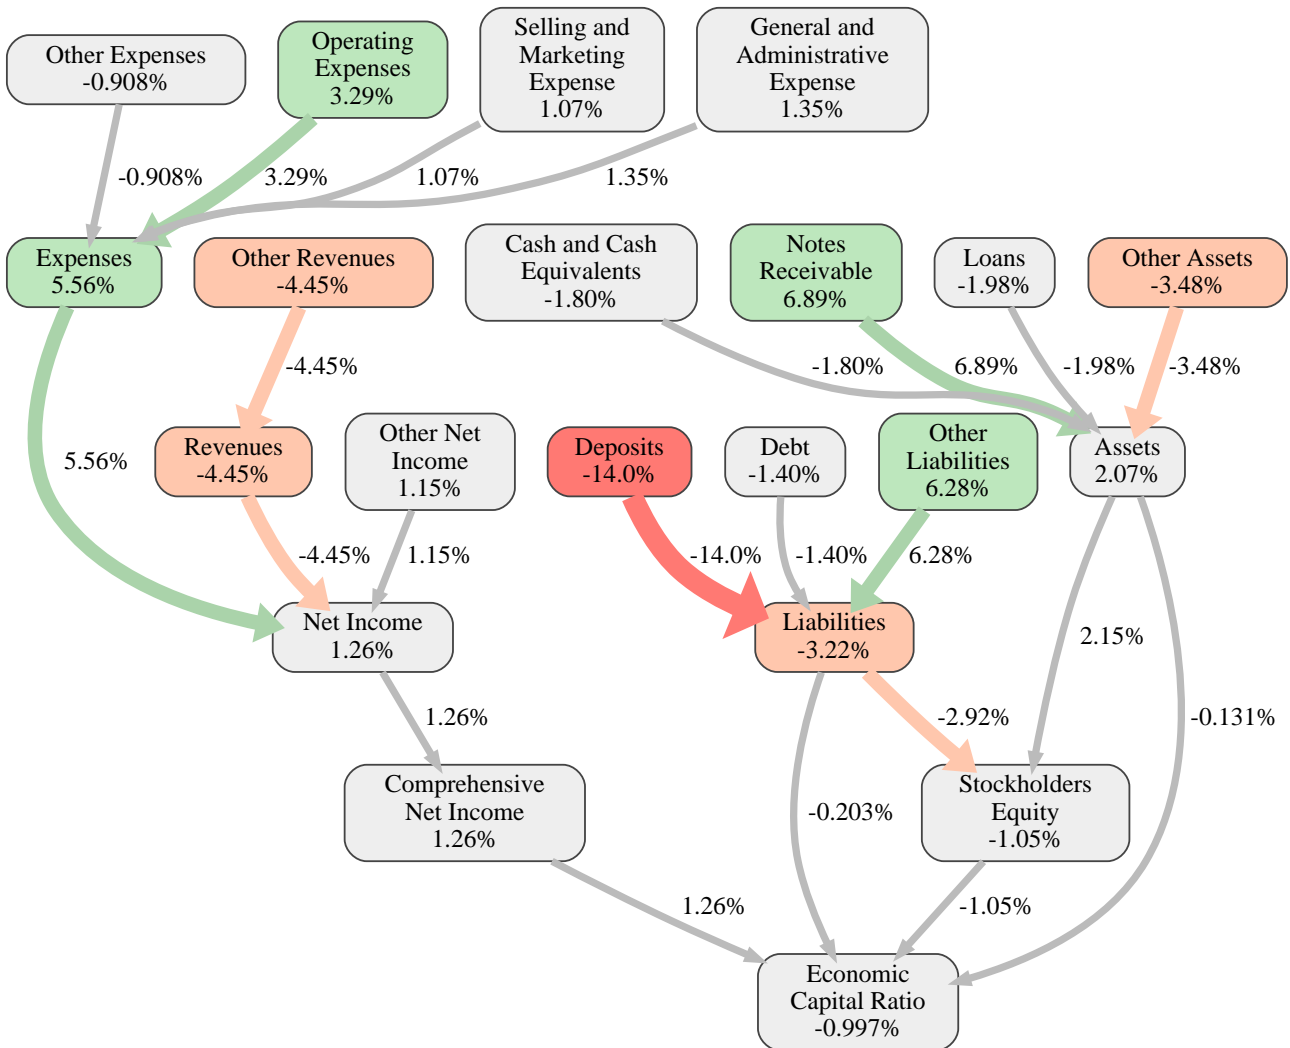 Other Expenses
-0.908%
Operating
Expenses
3.29%
Selling and
Marketing
Expense
1.07%
General and
Administrative
Expense
1.35%
-0.908%
3.29%
1.07%
1.35%
Expenses
5.56%
Other Revenues
-4.45%
Cash and Cash
Equivalents
-1.80%
Notes
Receivable
6.89%
Loans
-1.98%
Other Assets
-3.48%
-4.45%
-1.80%
6.89%
-1.98%
-3.48%
5.56%
Revenues
-4.45%
Other Net
Income
1.15%
Deposits
-14.0%
Debt
-1.40%
Other
Liabilities
6.28%
Assets
2.07%
-4.45%
1.15%
-14.0%
-1.40%
6.28%
Net Income
1.26%
Liabilities
-3.22%
2.15%
1.26%
-2.92%
-0.131%
Comprehensive
Net Income
1.26%
-0.203%
Stockholders
Equity
-1.05%
1.26%
-1.05%
Economic
Capital Ratio
-0.997%